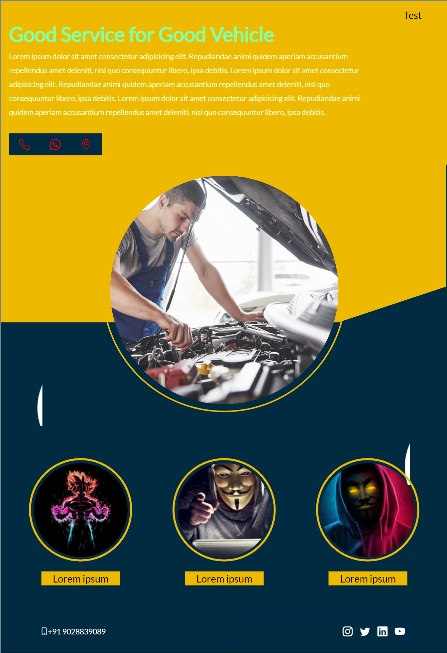 Test
Good Service for Good Vehicle
Lorem ipsum dolor sit amet consectetur adipisicing elit. Repudiandae animi quidem aperiam accusantium
repellendus amet deleniti, nisi quo consequuntur libero, ipsa debitis. Lorem ipsum dolor sit amet consectetur
adipisicing elit. Repudiandae animi quidem aperiam accusantium repellendus amet deleniti, nisi quo
consequuntur libero, ipsa debitis. Lorem ipsum dolor sit amet consectetur adipisicing elit. Repudiandae animi
quidem aperiam accusantium repellendus amet deleniti, nisi quo consequuntur libero, ipsa debitis.
Lorem ipsum
Lorem ipsum
Lorem ipsum
+91 9028839089